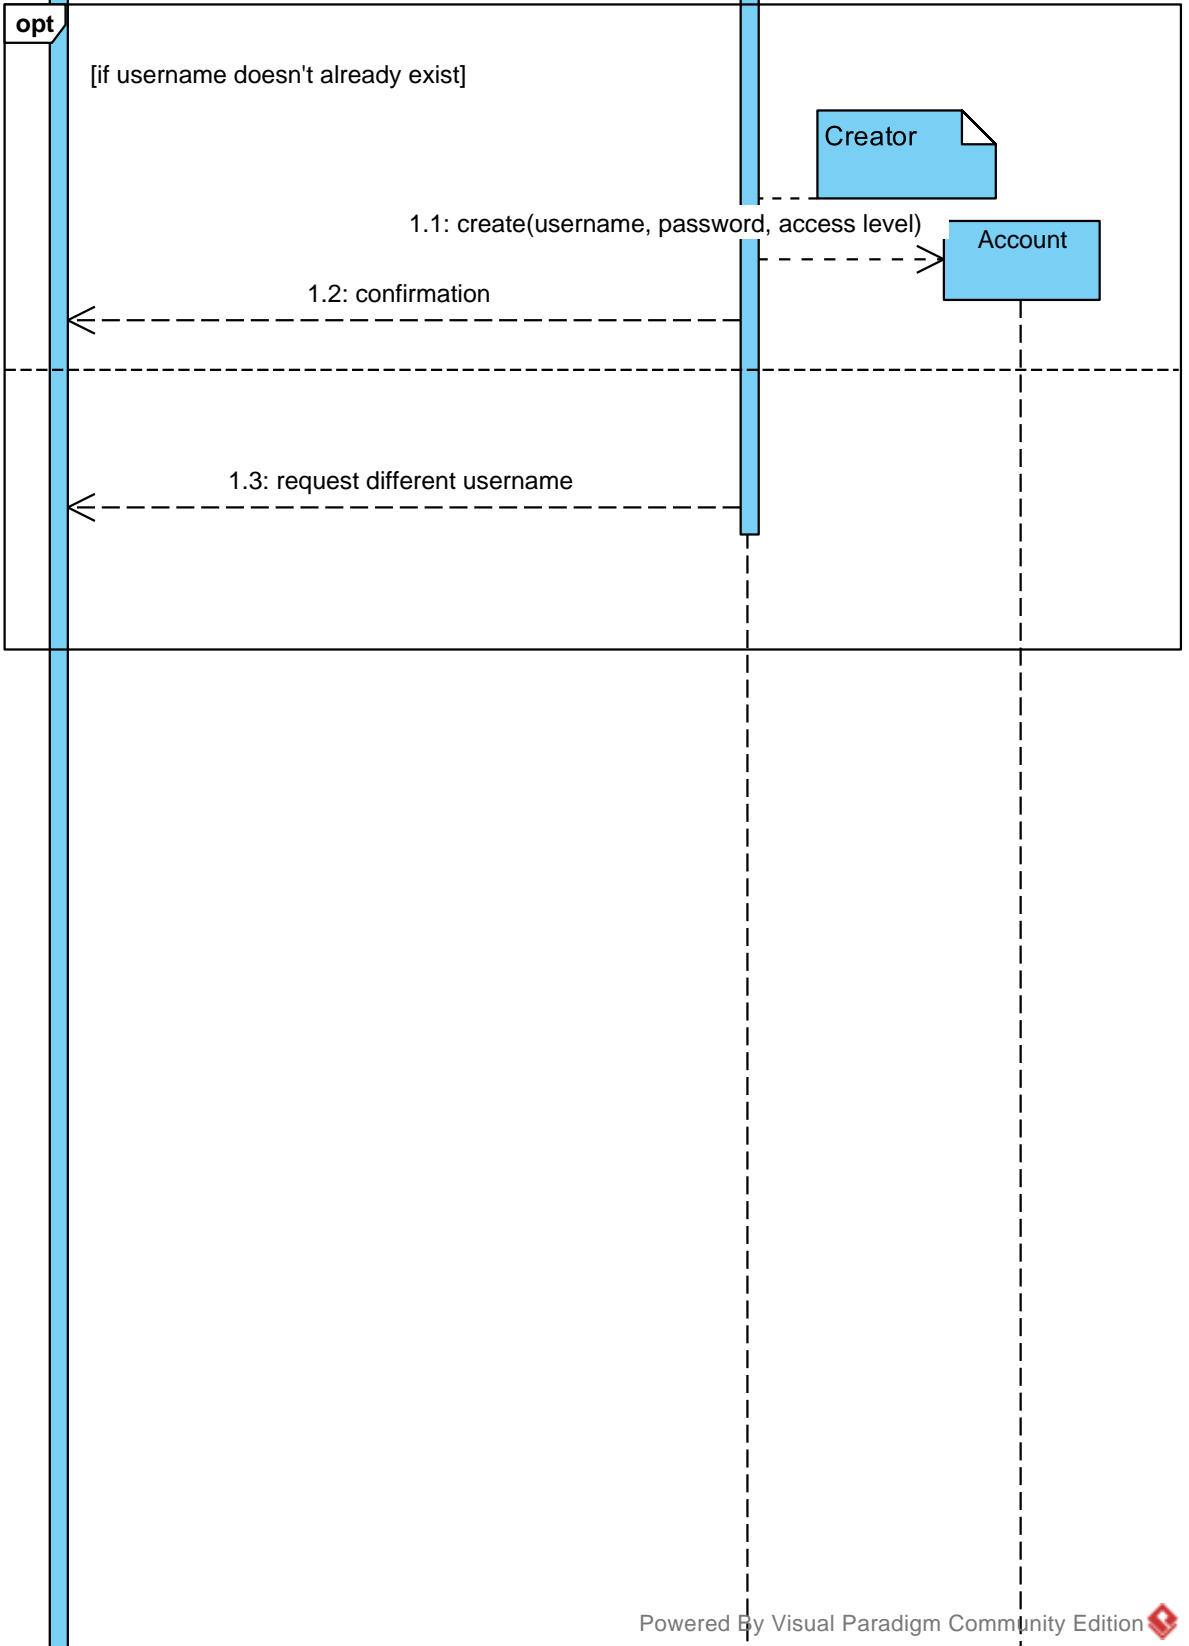 opt
[if username doesn't already exist]
Creator
1.1: create(username, password, access level)
Account
1.2: confirmation
1.3: request different username
Powered By Visual Paradigm Community Edition